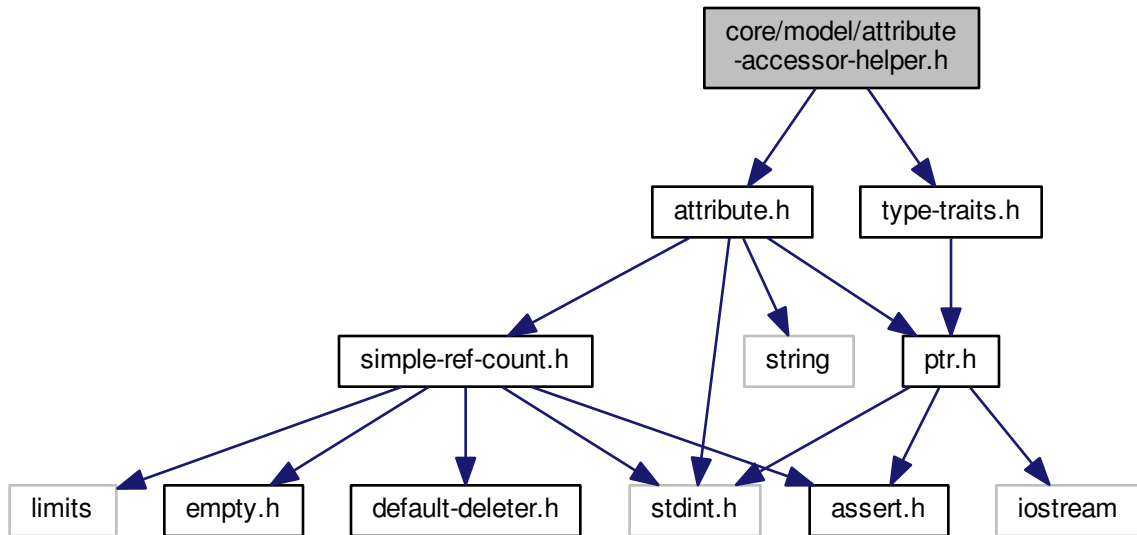 core/model/attribute
-accessor-helper.h
attribute.h
type-traits.h
simple-ref-count.h
string
ptr.h
limits
empty.h
default-deleter.h
stdint.h
assert.h
iostream